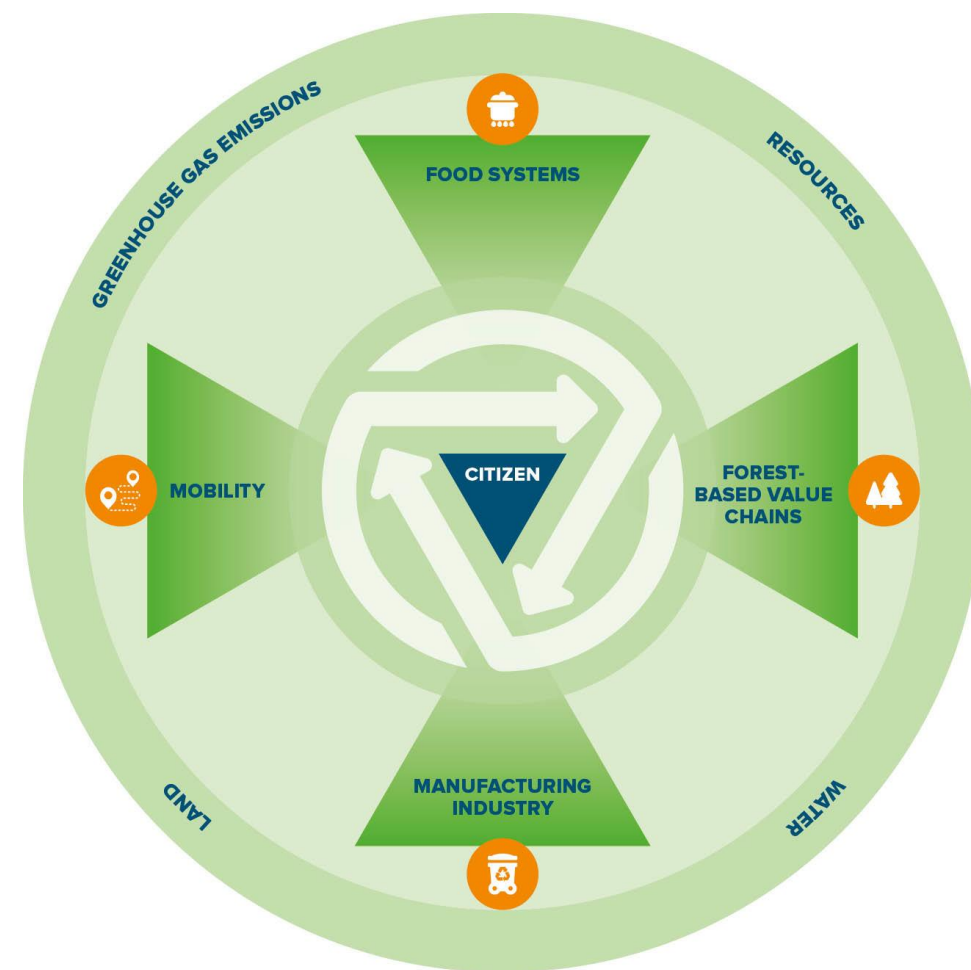 GREENHOUSE GAS EMISSIONS
RESOURCES
FOOD SYSTEMS
MOBILITY
CITIZEN
FOREST-
BASED VALUE
CHAINS
MANUFACTURING
INDUSTRY
LAND
WATER